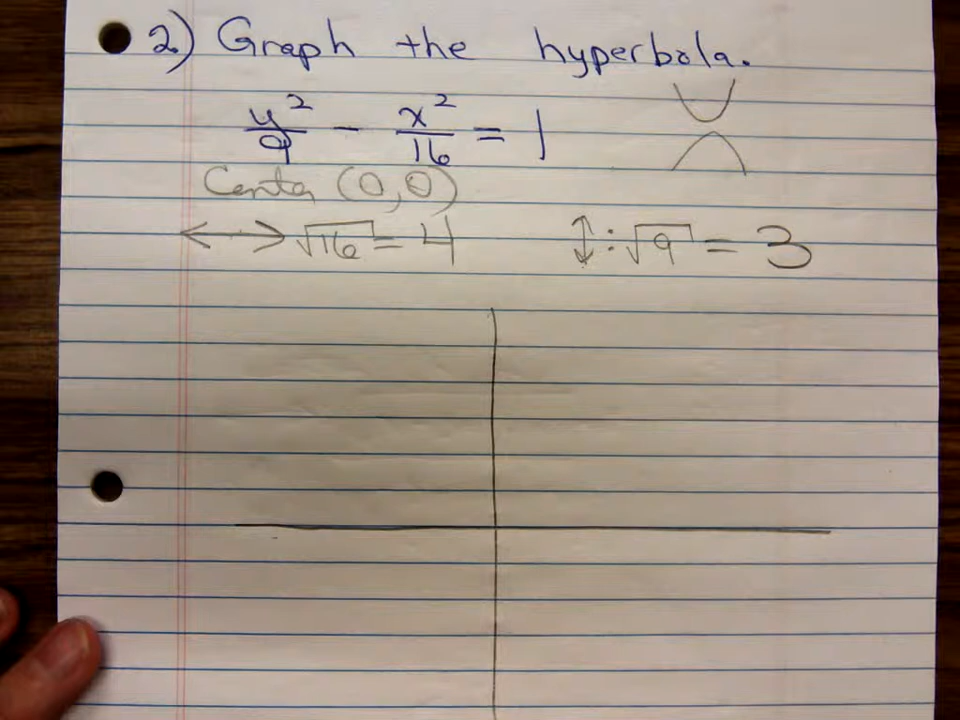 2) Graph the hyperbola.
y²/9 - x²/16 = 1
Center (0,0)
↔ √16 = 4 ↕ : √9 = 3